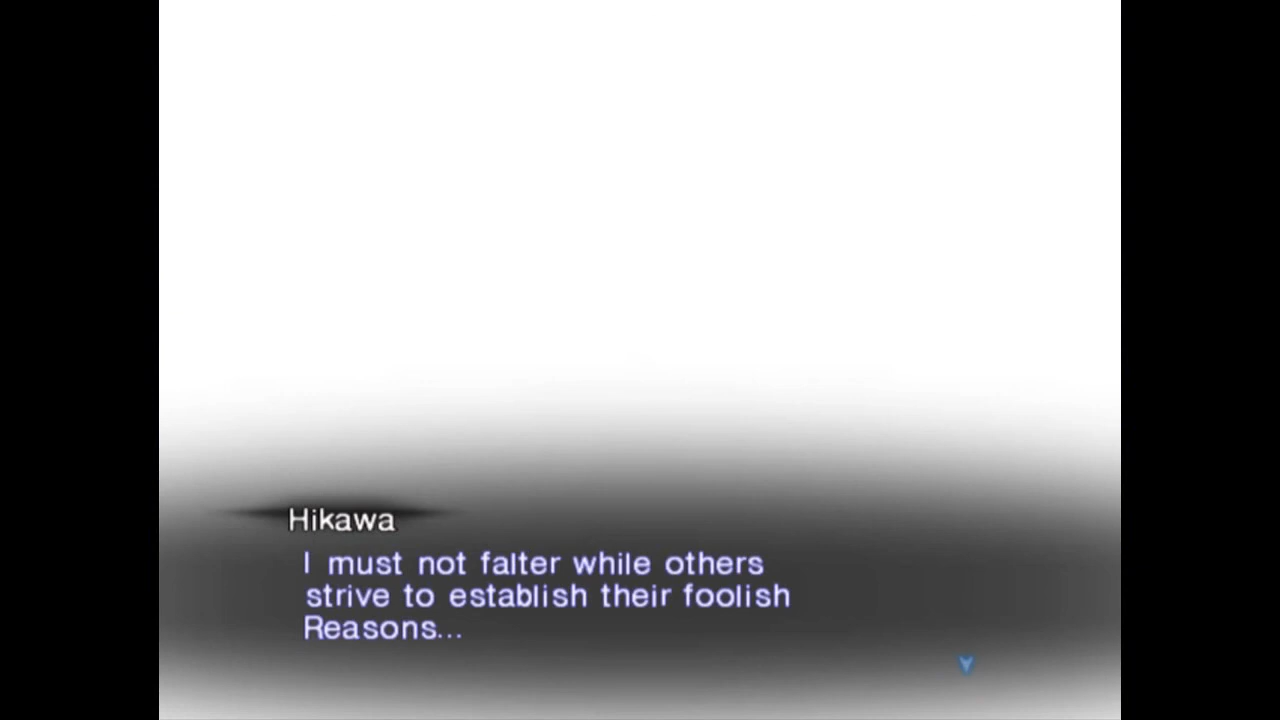 Hikawa
I must not falter while others
strive to establish their foolish
Reasons...